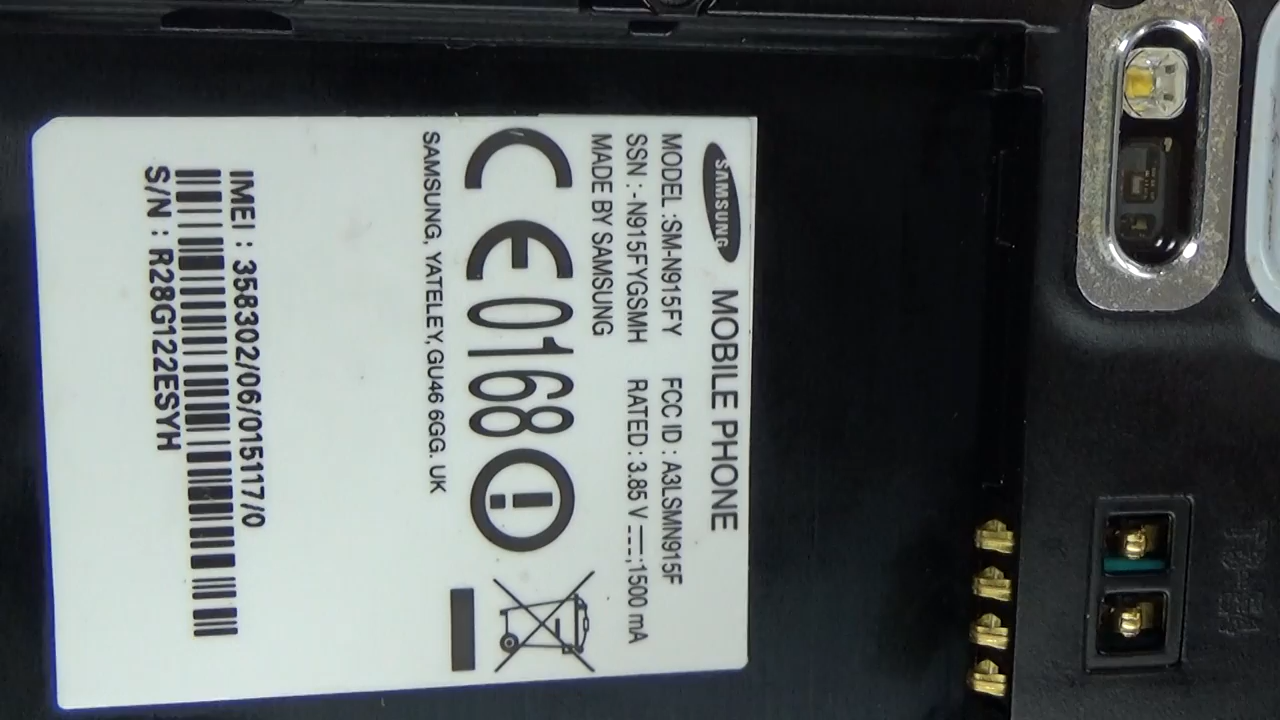 SAMSUNG MOBILE PHONE
MODEL :SM-N915FY FCC ID : A3LSMN915F
SSN :-N915FYGSMH RATED : 3.85 V ;1500 mA
MADE BY SAMSUNG
CE0168
SAMSUNG, YATELEY, GU46 6GG. UK
IMEI : 358302/06/015117/0
S/N : R28G122ESYH